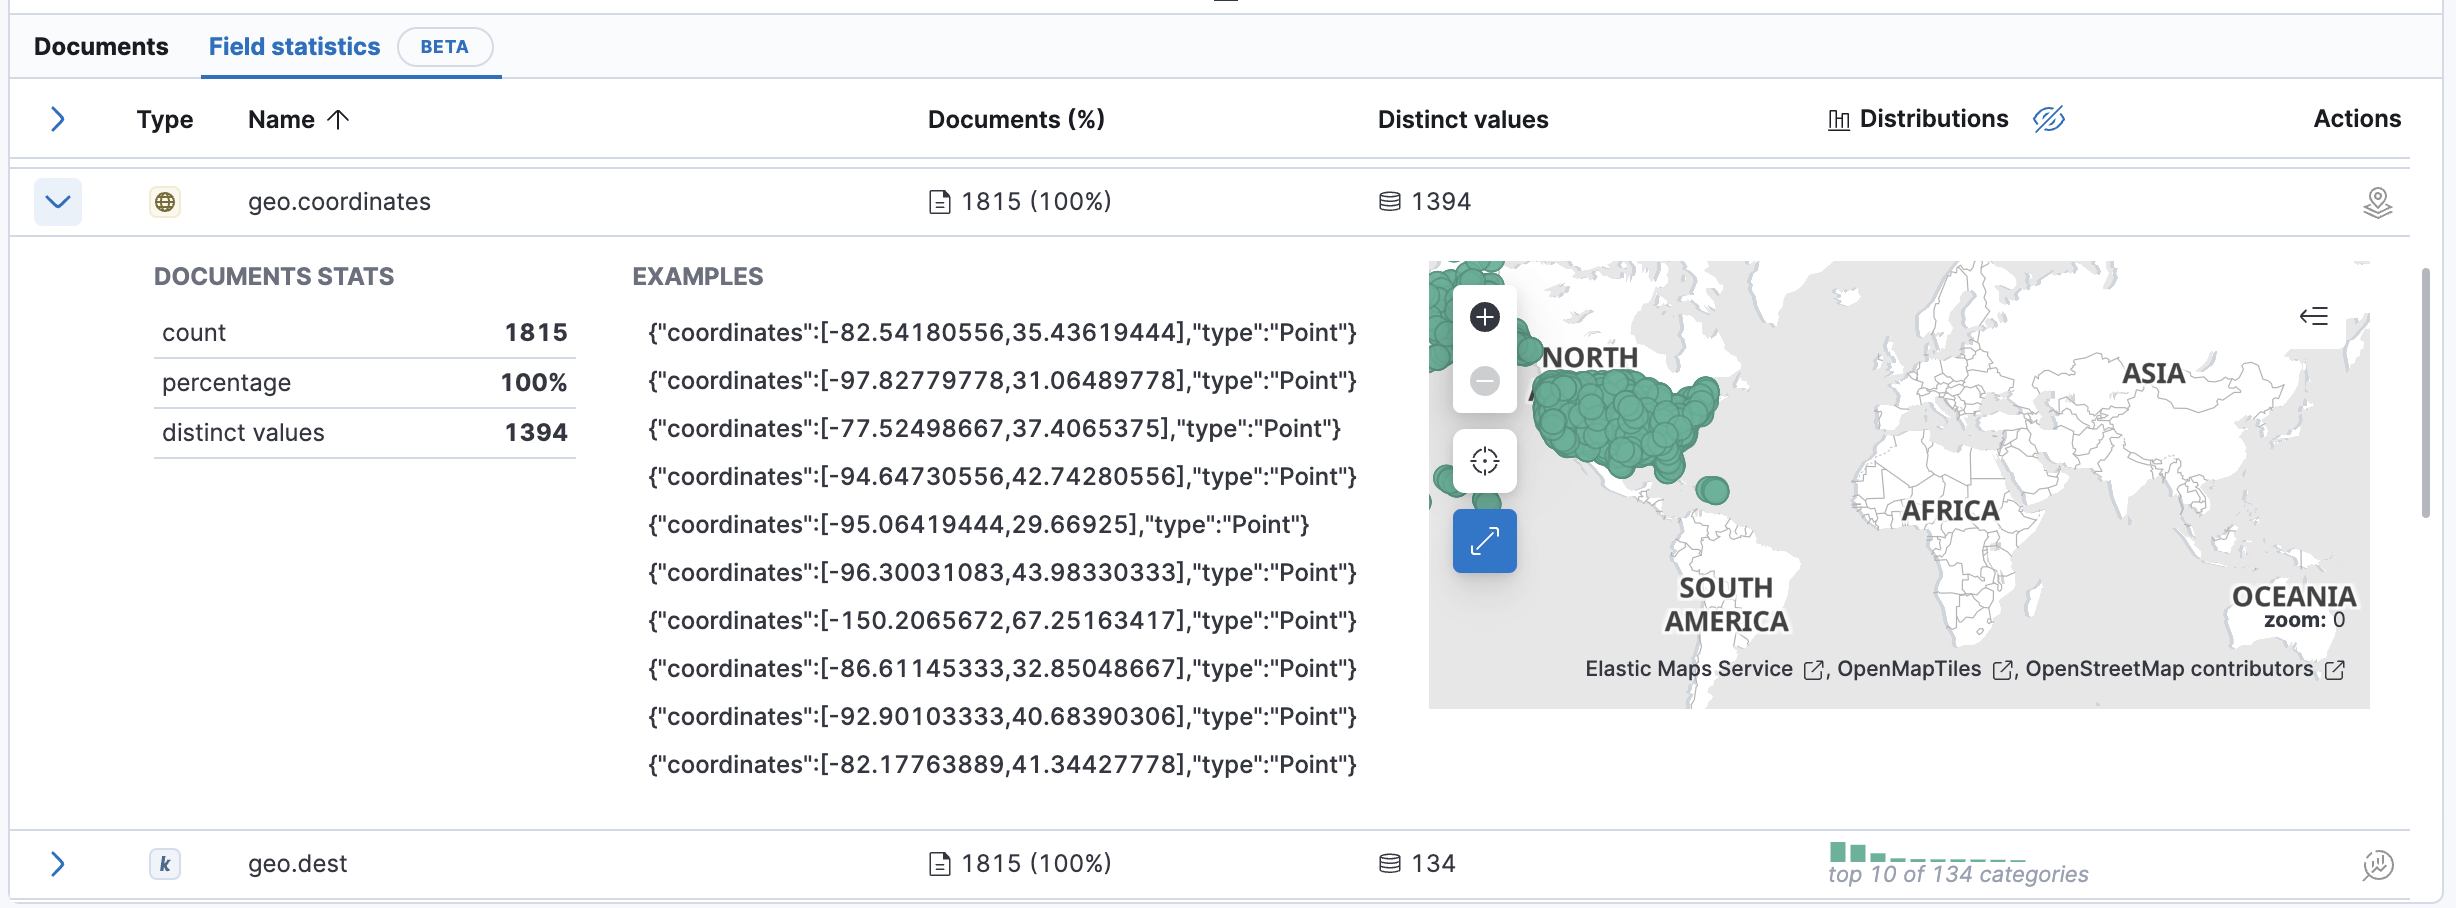 Documents Field statistics BETA
Type Name Documents (%) Distinct values Distributions Actions
geo.coordinates 1815 (100%) 1394
DOCUMENTS STATS
count 1815
percentage 100%
distinct values 1394
EXAMPLES
{"coordinates":[-82.54180556,35.43619444],"type":"Point"}
{"coordinates":[-97.82779778,31.06489778],"type":"Point"}
{"coordinates":[-77.52498667,37.4065375],"type":"Point"}
{"coordinates":[-94.64730556,42.74280556],"type":"Point"}
{"coordinates":[-95.06419444,29.66925],"type":"Point"}
{"coordinates":[-96.30031083,43.98330333],"type":"Point"}
{"coordinates":[-150.2065672,67.25163417],"type":"Point"}
{"coordinates":[-86.61145333,32.85048667],"type":"Point"}
{"coordinates":[-92.90103333,40.68390306],"type":"Point"}
{"coordinates":[-82.17763889,41.34427778],"type":"Point"}
NORTH
ASIA
AFRICA
SOUTH
AMERICA
OCEANIA
zoom: 0
Elastic Maps Service , OpenMapTiles , OpenStreetMap contributors
k geo.dest 1815 (100%) 134
top 10 of 134 categories